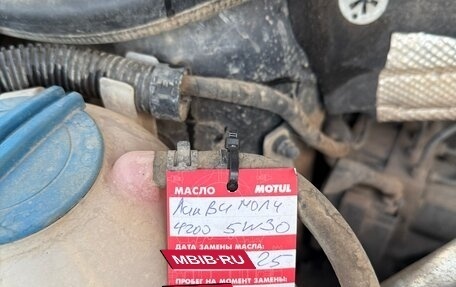 МАСЛО MOTUL
Ликви моли
4200 5W30
ДАТА ЗАМЕНЫ МАСЛА:
MBIB-RU 25
ПРОБЕГ НА МОМЕНТ ЗАМЕНЫ: